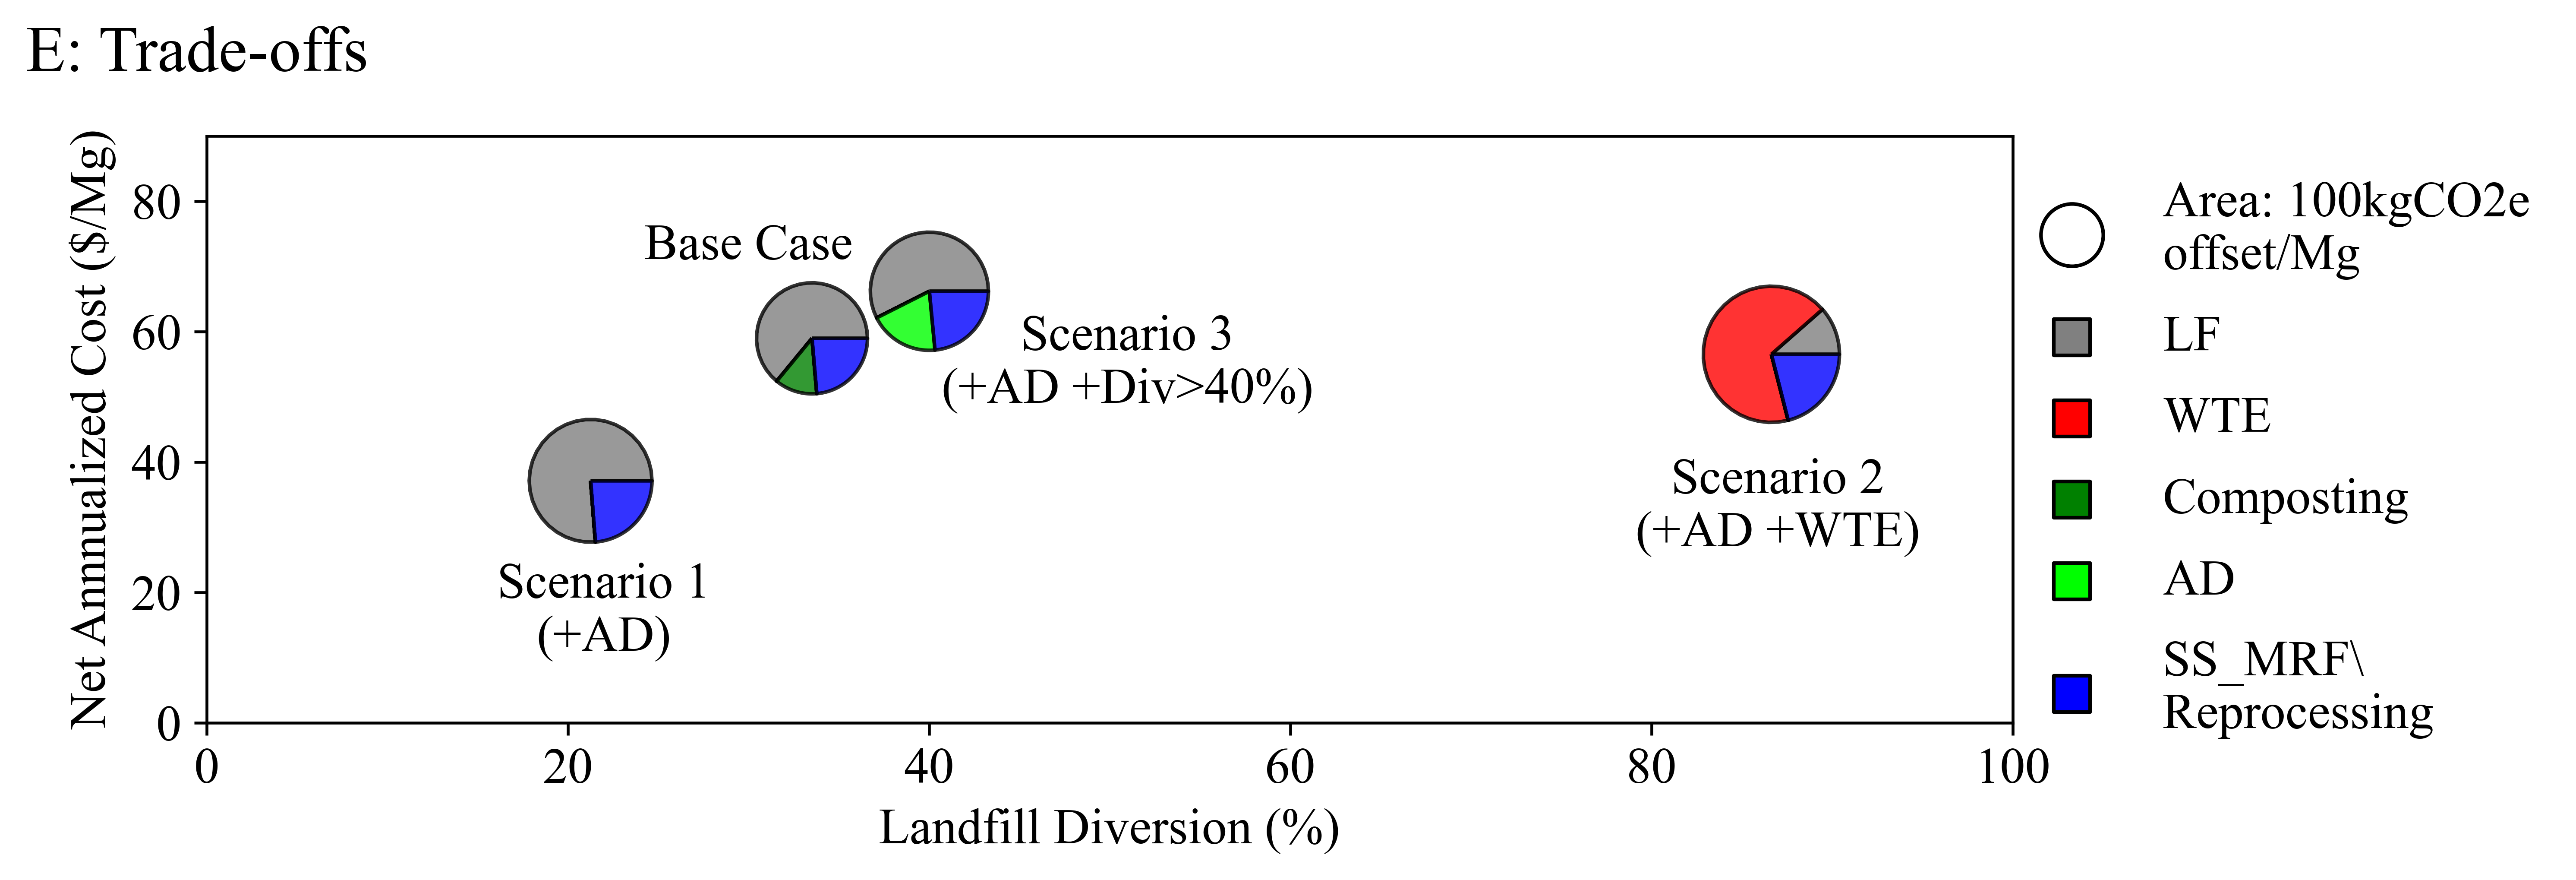 E: Trade-offs
Net Annualized Cost ($/Mg)
80
60
40
20
0
0
20
40
60
80
100
Landfill Diversion (%)
Base Case
Scenario 3
(+AD +Div>40%)
Scenario 1
(+AD)
Scenario 2
(+AD +WTE)
Area: 100kgCO2e
offset/Mg
LF
WTE
Composting
AD
SS_MRF\
Reprocessing